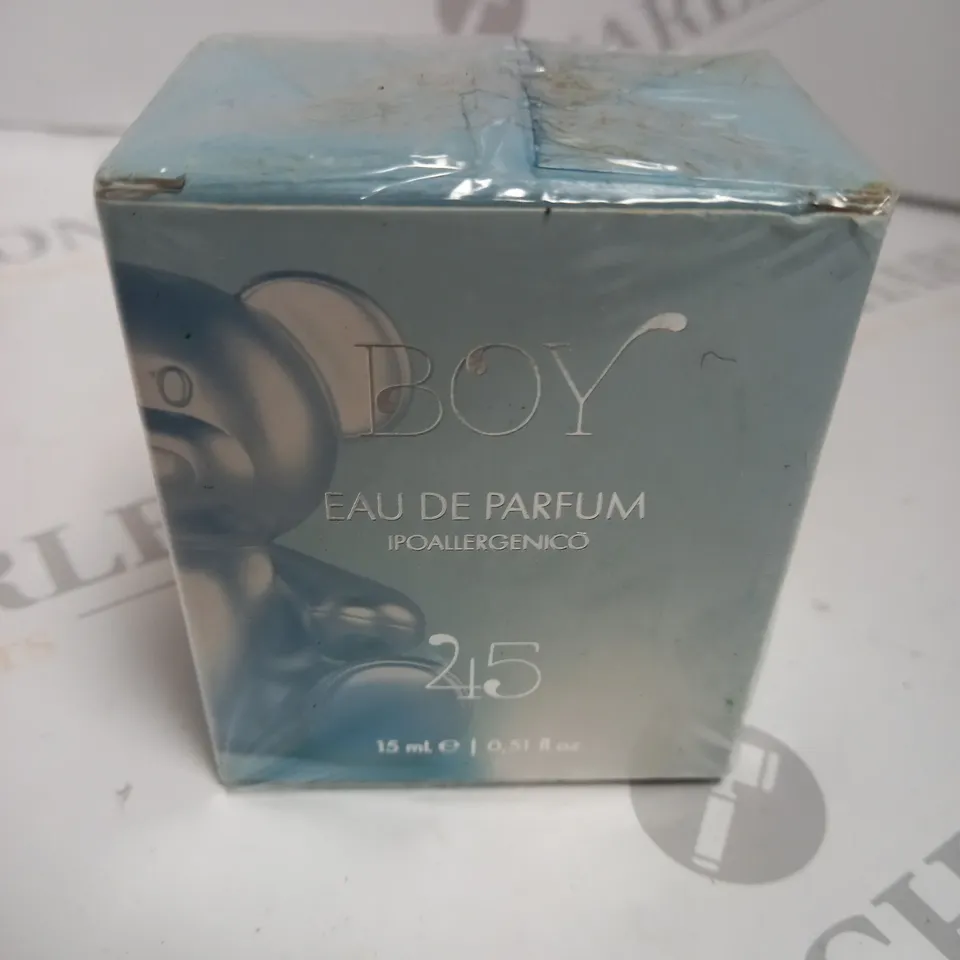 BOY
EAU DE PARFUM
IPOALLERGENICO
45
15 mL ℮ | 0,51 fl oz